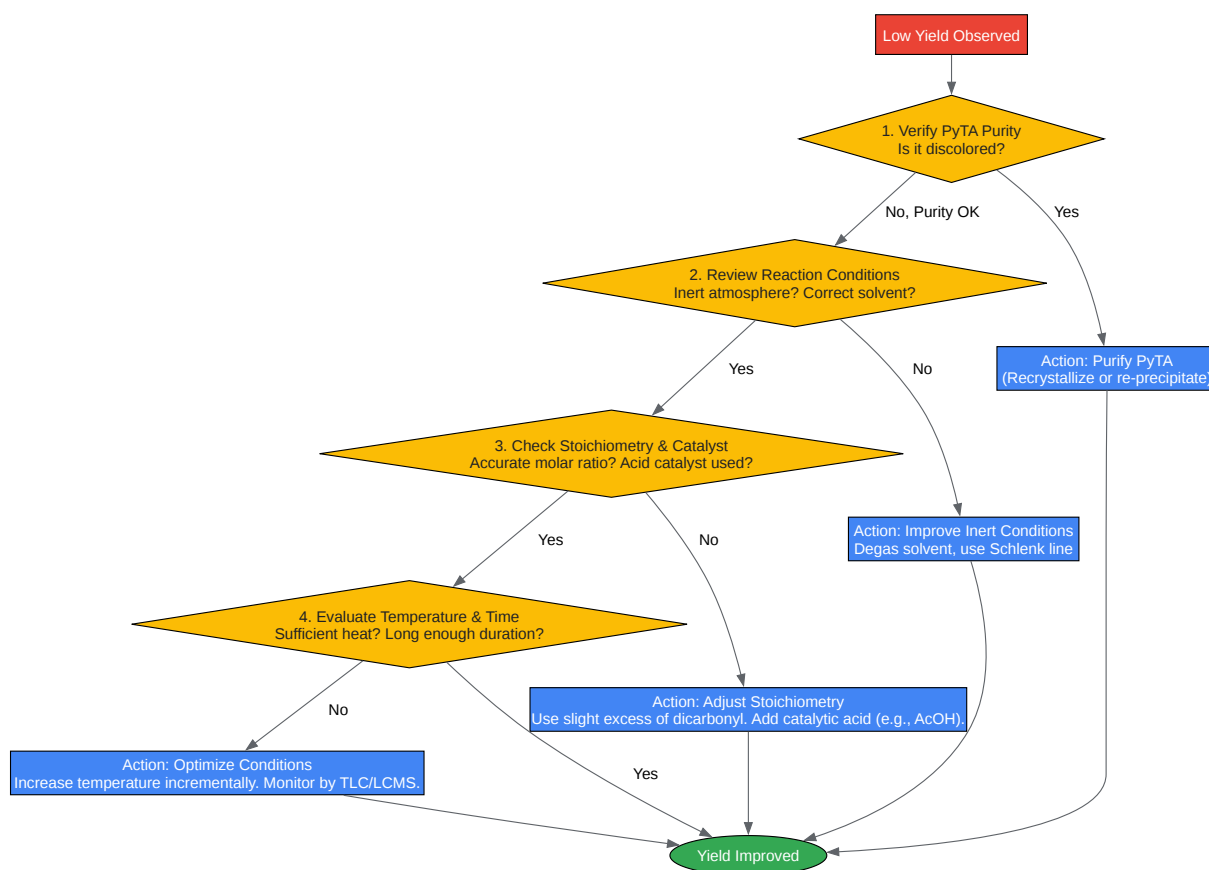 Low Yield Observed
1. Verify PyTA Purity
Is it discolored?
No, Purity OK
Yes
2. Review Reaction Conditions
Inert atmosphere? Correct solvent?
Yes
No
Action: Purify PyTA
(Recrystallize or re-precipitate)
3. Check Stoichiometry & Catalyst
Accurate molar ratio? Acid catalyst used?
Yes
No
Action: Improve Inert Conditions
Degas solvent, use Schlenk line
4. Evaluate Temperature & Time
Sufficient heat? Long enough duration?
No
Yes
Action: Adjust Stoichiometry
Use slight excess of dicarbonyl. Add catalytic acid (e.g., AcOH).
Action: Optimize Conditions
Increase temperature incrementally. Monitor by TLC/LCMS.
Yield Improved